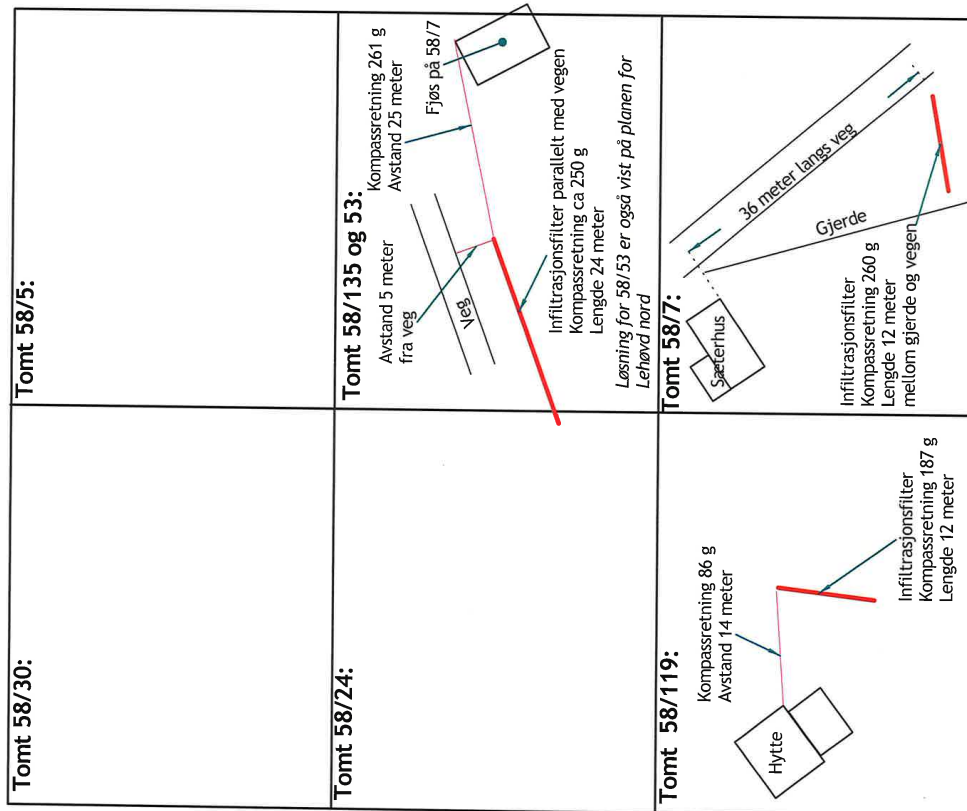 Tomt 58/30:
Tomt 58/5:
Tomt 58/24:
Tomt 58/135 og 53:
Kompassretning 261 g
Avstand 25 meter
Fjøs på 58/7
Avstand 5 meter
fra veg
Veg
Infiltrasjonsfilter parallelt med vegen
Kompassretning ca 250 g
Lengde 24 meter
Løsning for 58/53 er også vist på planen for
Lehøvd nord
Tomt 58/119:
Kompassretning 86 g
Avstand 14 meter
Hytte
Infiltrasjonsfilter
Kompassretning 187 g
Lengde 12 meter
Tomt 58/7:
Sæterhus
36 meter langs veg
Gjerde
Infiltrasjonsfilter
Kompassretning 260 g
Lengde 12 meter
mellom gjerde og vegen